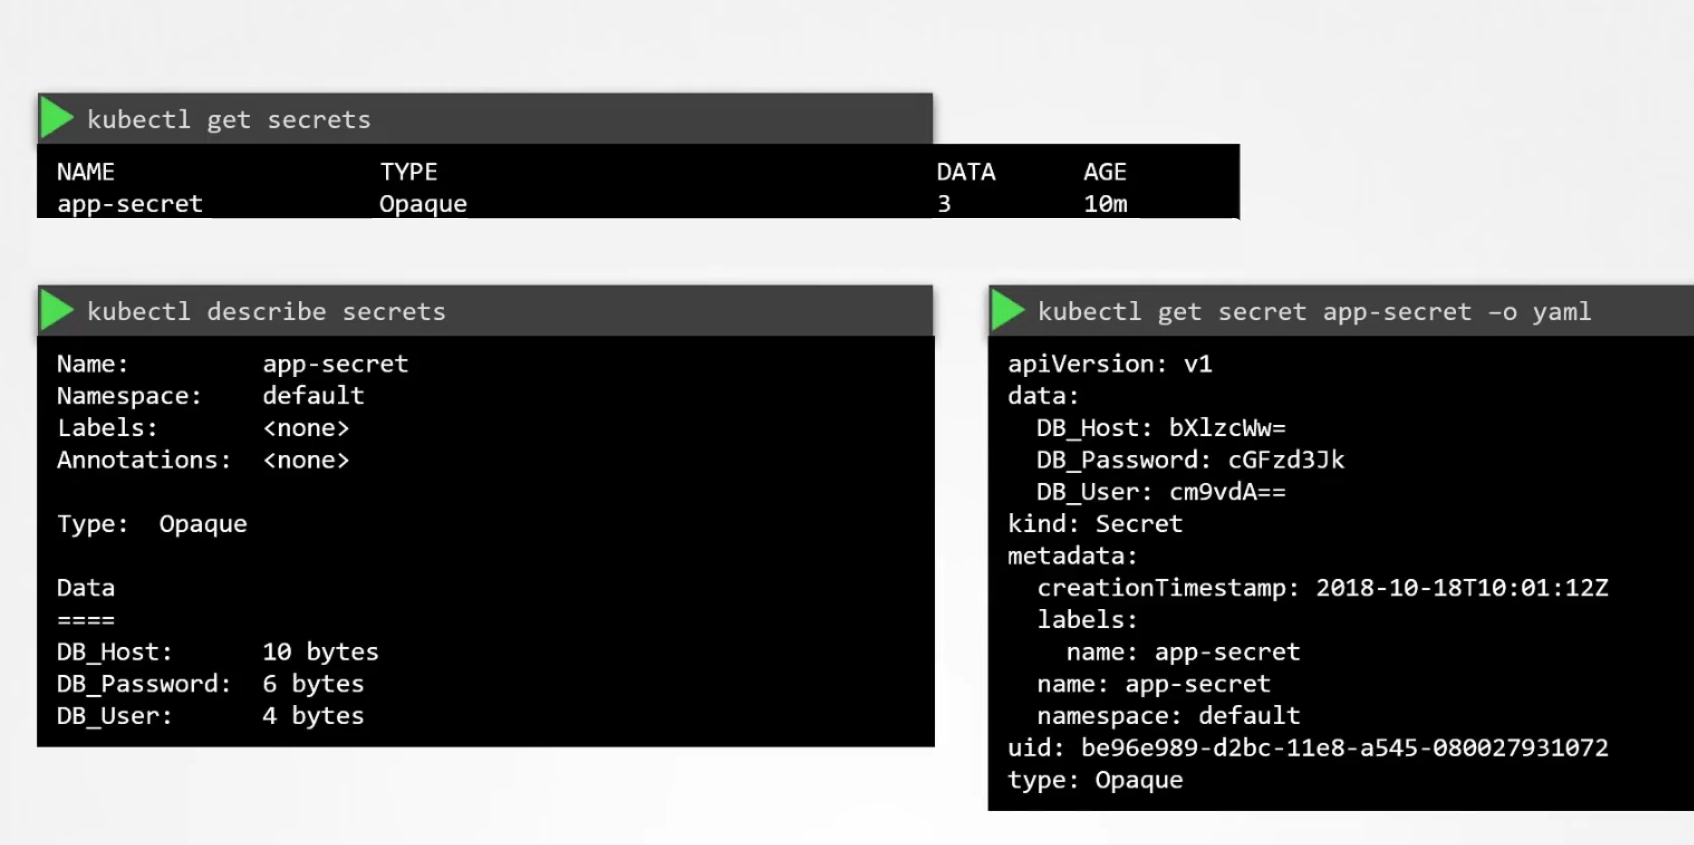 kubectl get secrets
NAME TYPE DATA AGE
app-secret Opaque 3 10m
kubectl describe secrets
Name: app-secret
Namespace: default
Labels: <none>
Annotations: <none>
Type: Opaque
Data
====
DB_Host: 10 bytes
DB_Password: 6 bytes
DB_User: 4 bytes
kubectl get secret app-secret –o yaml
apiVersion: v1
data:
DB_Host: bXlzcWw=
DB_Password: cGFzd3Jk
DB_User: cm9vdA==
kind: Secret
metadata:
creationTimestamp: 2018-10-18T10:01:12Z
labels:
name: app-secret
name: app-secret
namespace: default
uid: be96e989-d2bc-11e8-a545-080027931072
type: Opaque